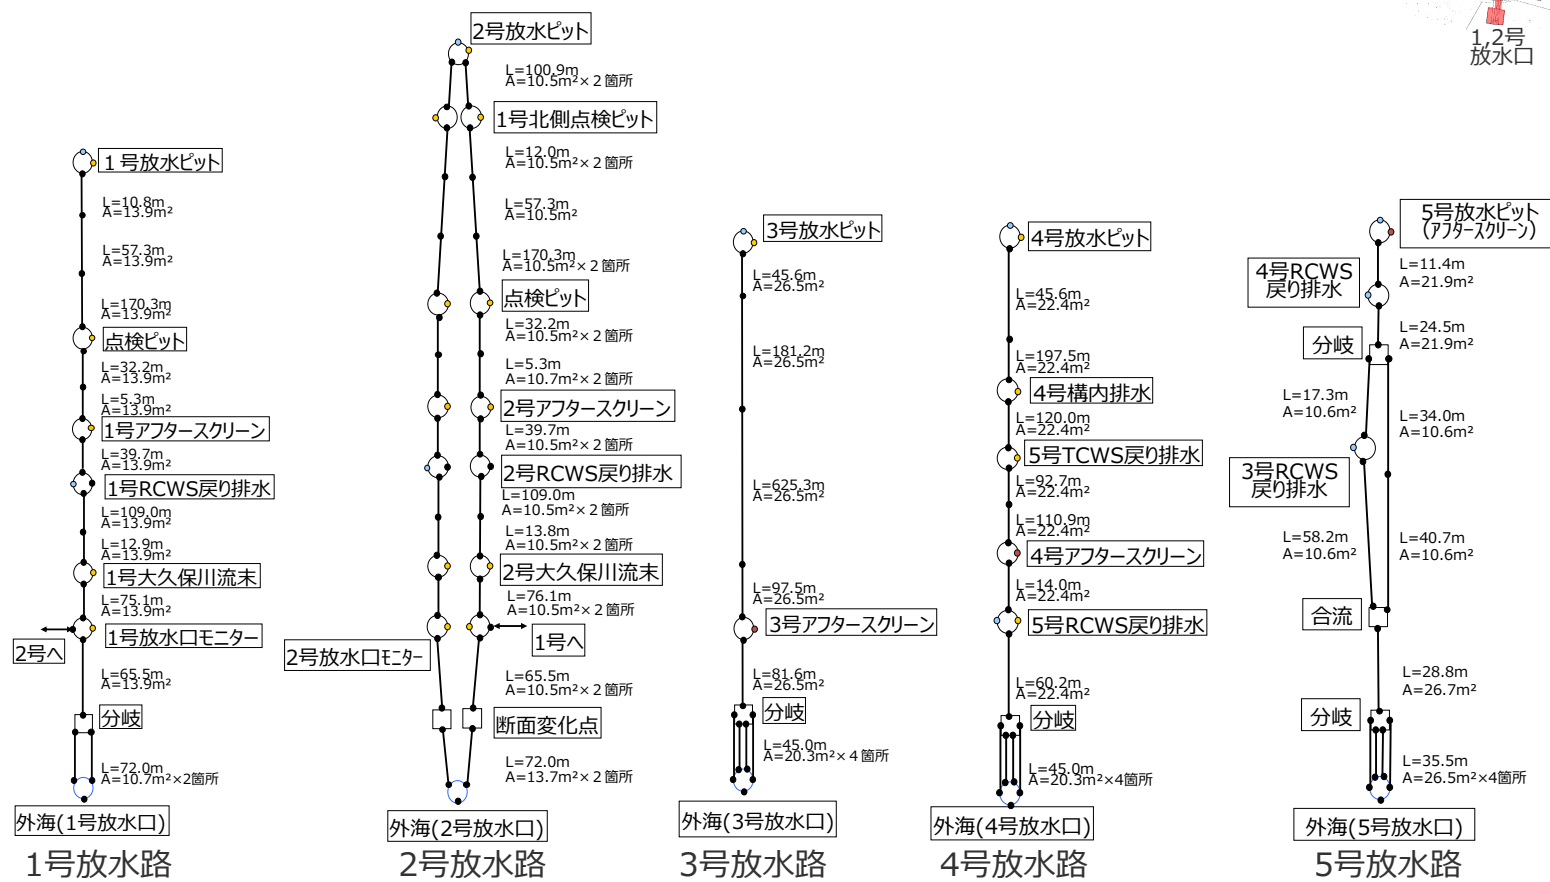 1,2号
放水口
1号放水ピット
L=10.8m
A=13.9m²
L=57.3m
A=13.9m²
L=170.3m
A=13.9m²
点検ピット
L=32.2m
A=13.9m²
L=5.3m
A=13.9m²
1号アフタースクリーン
L=39.7m
A=13.9m²
1号RCWS戻り排水
L=109.0m
A=13.9m²
L=12.9m
A=13.9m²
1号大久保川流末
L=75.1m
A=13.9m²
1号放水口モニター
2号へ
L=65.5m
A=13.9m²
分岐
L=72.0m
A=10.7m²×2箇所
外海(1号放水口)
1号放水路
2号放水ピット
L=100.9m
A=10.5m²×2箇所
1号北側点検ピット
L=12.0m
A=10.5m²×2箇所
L=57.3m
A=10.5m²
L=170.3m
A=10.5m²×2箇所
点検ピット
L=32.2m
A=10.5m²×2箇所
L=5.3m
A=10.7m²×2箇所
2号アフタースクリーン
L=39.7m
A=10.5m²×2箇所
2号RCWS戻り排水
L=109.0m
A=10.5m²×2箇所
L=13.8m
A=10.5m²×2箇所
2号大久保川流末
L=76.1m
A=10.5m²×2箇所
1号へ
2号放水口モニター
L=65.5m
A=10.5m²×2箇所
断面変化点
L=72.0m
A=13.7m²×2箇所
外海(2号放水口)
2号放水路
3号放水ピット
L=45.6m
A=26.5m²
L=181.2m
A=26.5m²
L=625.3m
A=26.5m²
L=97.5m
A=26.5m²
3号アフタースクリーン
L=81.6m
A=26.5m²
分岐
L=45.0m
A=20.3m²×4箇所
外海(3号放水口)
3号放水路
4号放水ピット
L=45.6m
A=22.4m²
L=197.5m
A=22.4m²
4号構内排水
L=120.0m
A=22.4m²
5号TCWS戻り排水
L=92.7m
A=22.4m²
L=110.9m
A=22.4m²
4号アフタースクリーン
L=14.0m
A=22.4m²
5号RCWS戻り排水
L=60.2m
A=22.4m²
分岐
L=45.0m
A=20.3m²×4箇所
外海(4号放水口)
4号放水路
5号放水ピット
(アフタースクリーン)
L=11.4m
A=21.9m²
4号RCWS
戻り排水
L=24.5m
A=21.9m²
分岐
L=17.3m
A=10.6m²
L=34.0m
A=10.6m²
3号RCWS
戻り排水
L=58.2m
A=10.6m²
L=40.7m
A=10.6m²
合流
L=28.8m
A=26.7m²
分岐
L=35.5m
A=26.5m²×4箇所
外海(5号放水口)
5号放水路